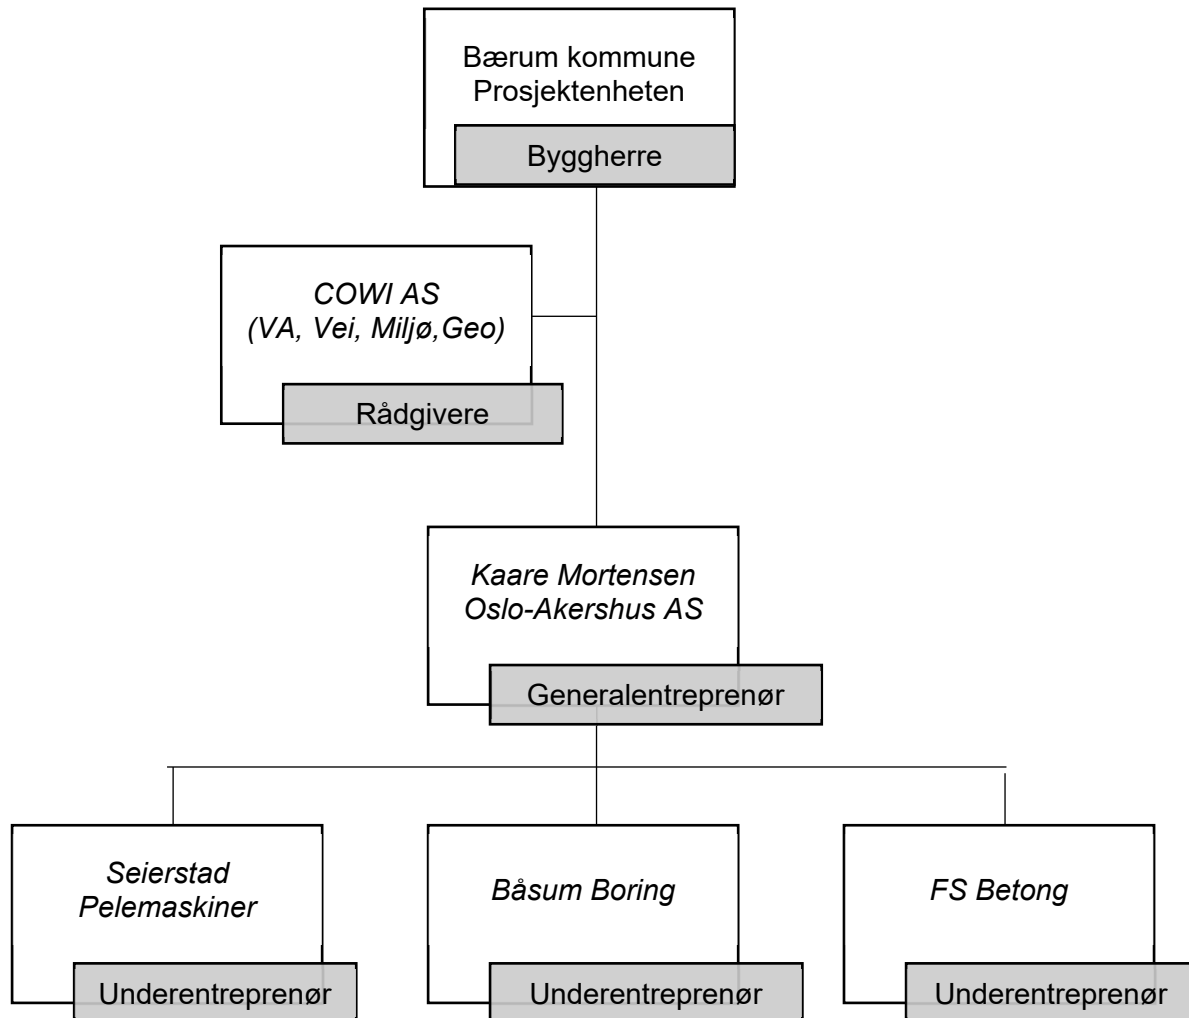 Bærum kommune
Prosjektenheten
Byggherre
COWI AS
(VA, Vei, Miljø,Geo)
Rådgivere
Kaare Mortensen
Oslo-Akershus AS
Generalentreprenør
Seierstad
Pelemaskiner
Underentreprenør
Båsum Boring
Underentreprenør
FS Betong
Underentreprenør